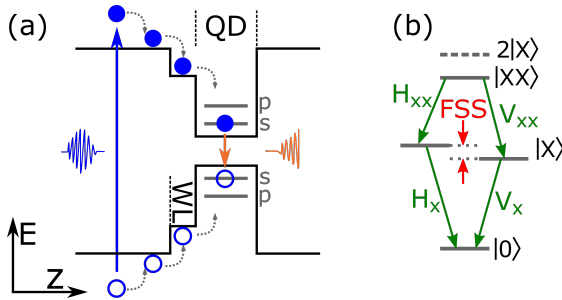 (a)
QD
p
s
s
p
WL
E
z
(b)
2|X⟩
|XX⟩
H_xx
FSS
V_xx
|X⟩
H_x
V_x
|0⟩